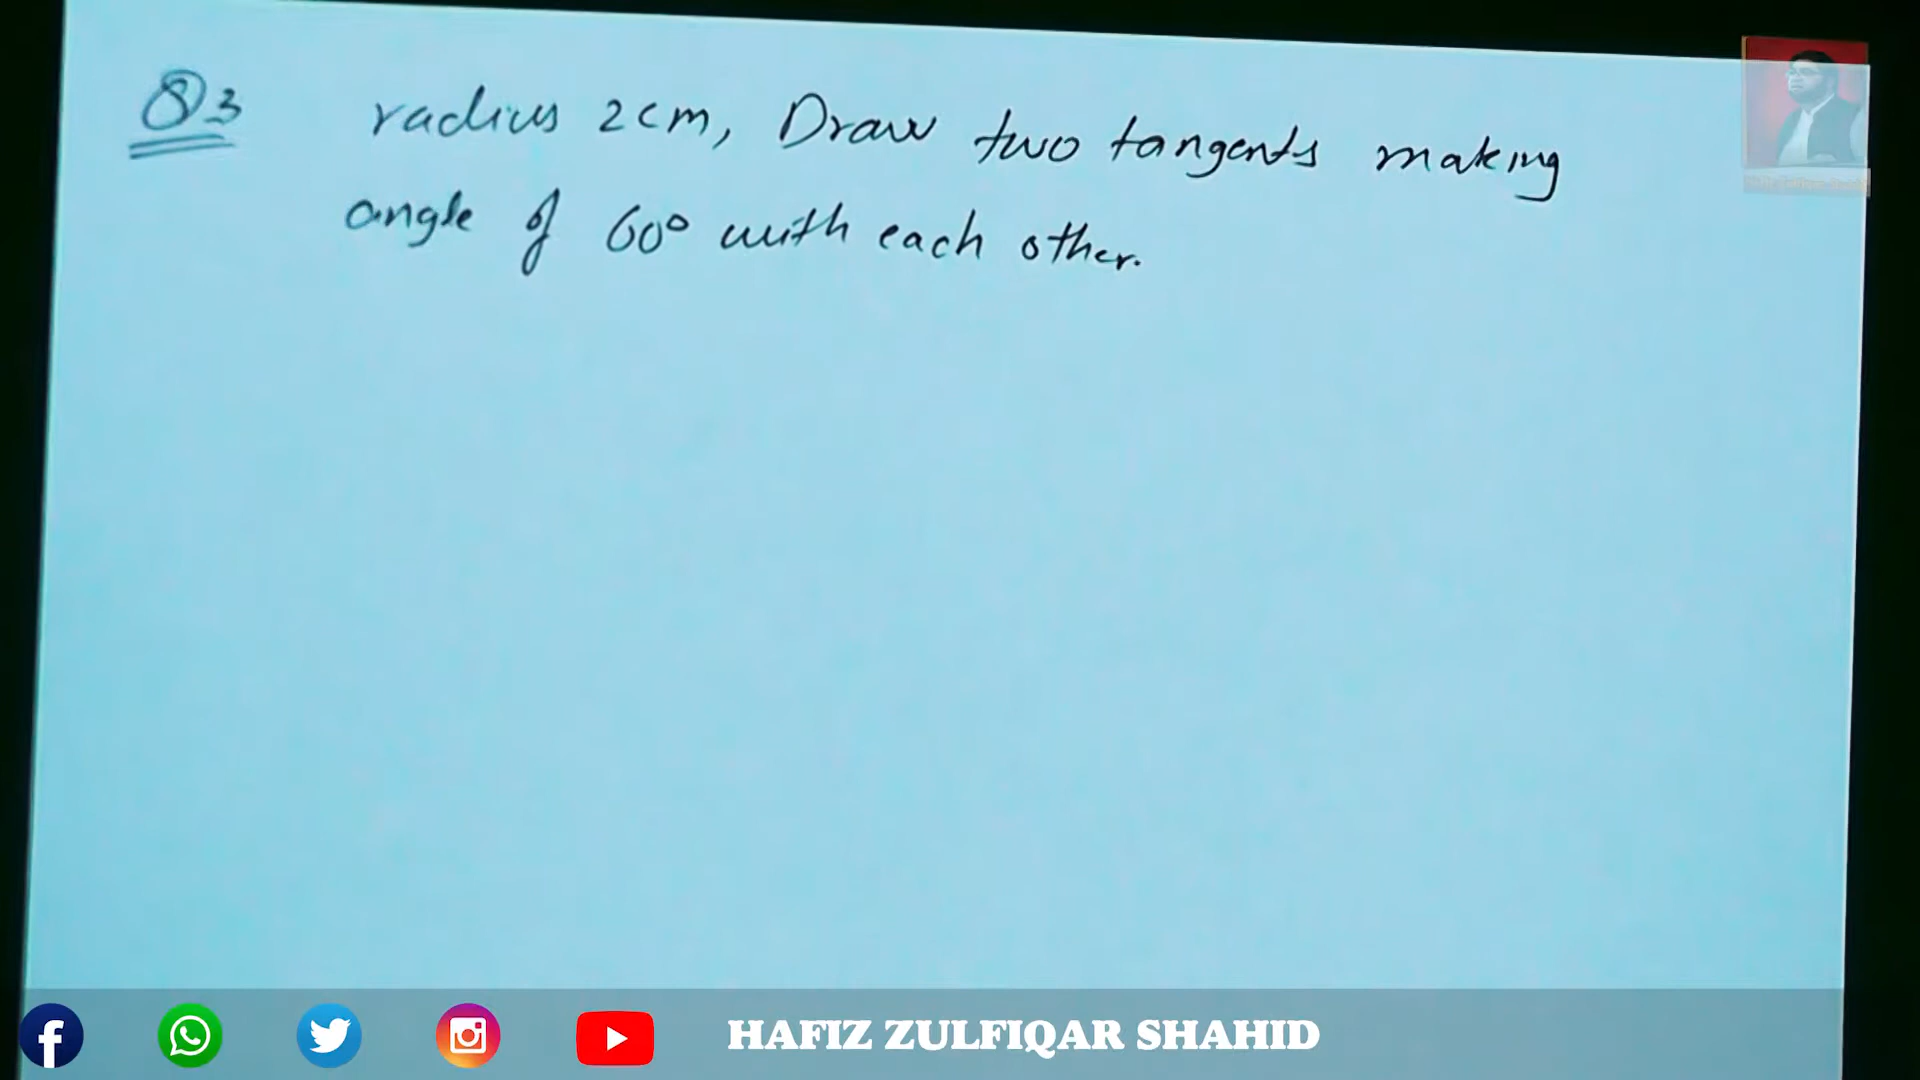 Q3 radius 2cm, Draw two tangents making
angle of 60° with each other.
HAFIZ ZULFIQAR SHAHID